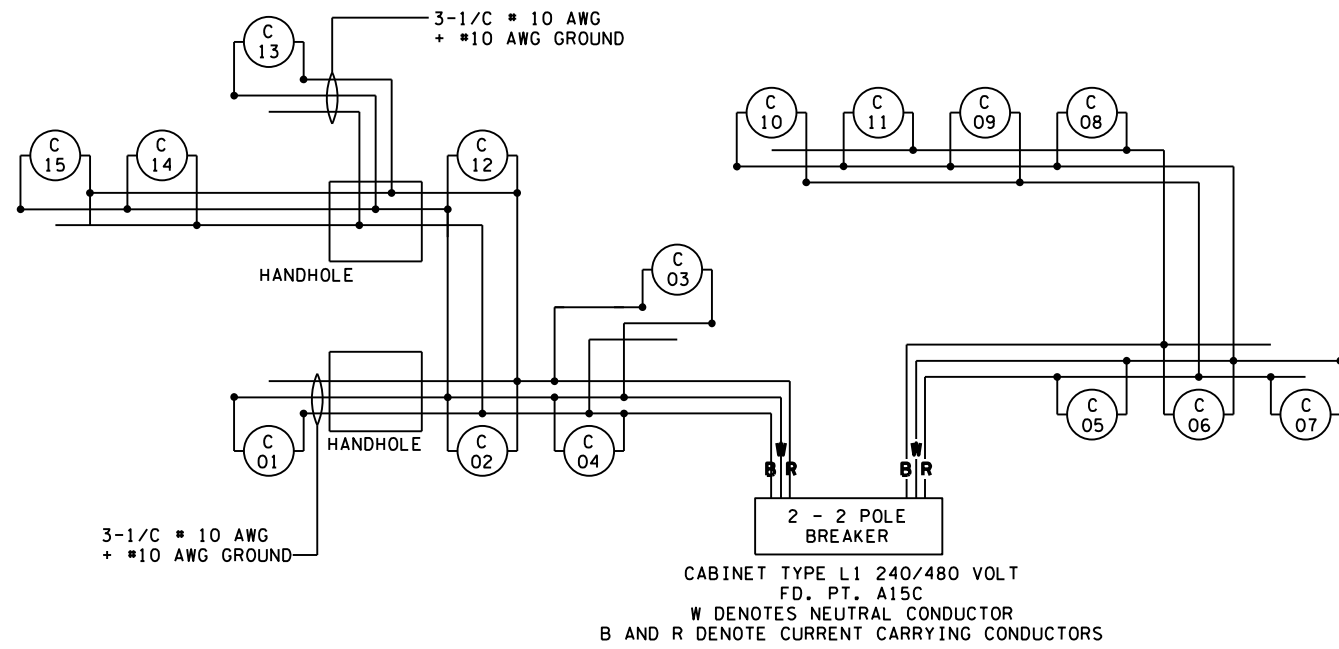 3-1/C # 10 AWG
+ #10 AWG GROUND
C
13
C
10
C
11
C
09
C
08
C
15
C
14
C
12
HANDHOLE
C
03
C
05
C
06
C
07
HANDHOLE
C
01
C
02
C
04
B W R
B W R
3-1/C # 10 AWG
+ #10 AWG GROUND
2 - 2 POLE
BREAKER
CABINET TYPE L1 240/480 VOLT
FD. PT. A15C
W DENOTES NEUTRAL CONDUCTOR
B AND R DENOTE CURRENT CARRYING CONDUCTORS